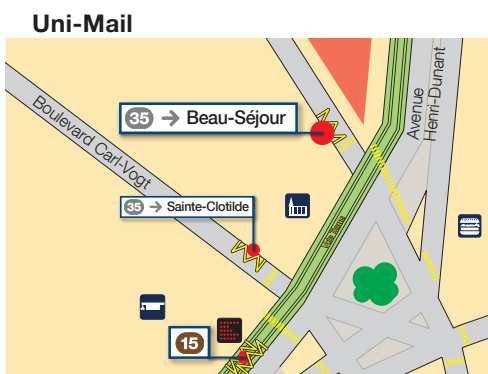 Uni-Mail
35 → Beau-Séjour
Avenue
Henri-Dunant
Boulevard Carl-Vogt
35 → Sainte-Clotilde
15